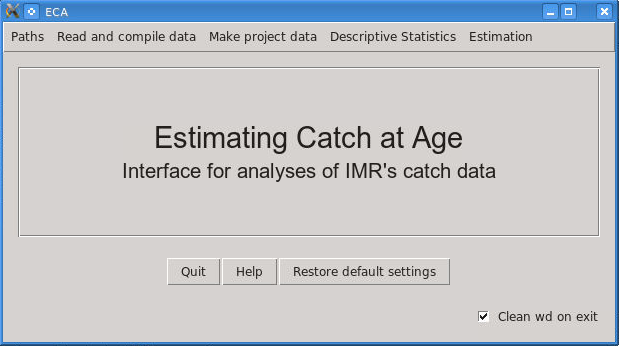 ECA
Paths Read and compile data Make project data Descriptive Statistics Estimation
Estimating Catch at Age
Interface for analyses of IMR's catch data
Quit Help Restore default settings
Clean wd on exit